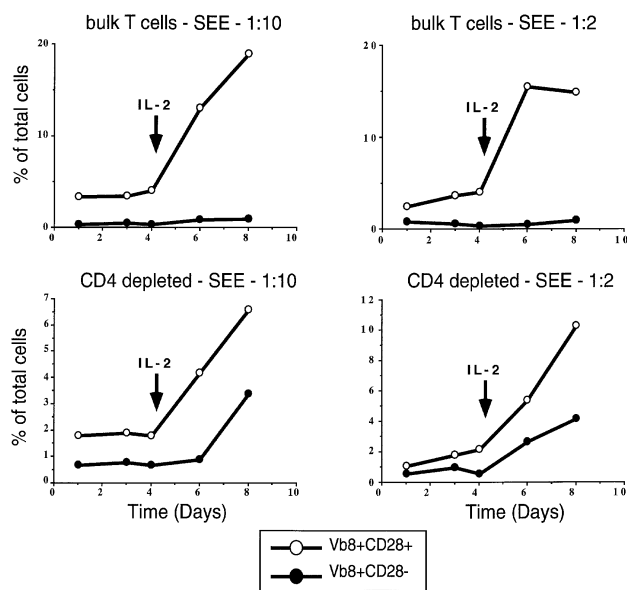 bulk T cells - SEE - 1:10
bulk T cells - SEE - 1:2
% of total cells
20
10
0
IL-2
0 2 4 6 8 10
20
15
10
5
0
IL-2
0 2 4 6 8 10
CD4 depleted - SEE - 1:10
CD4 depleted - SEE - 1:2
% of total cells
7
6
5
4
3
2
1
0
IL-2
0 2 4 6 8 10
Time (Days)
12
10
8
6
4
2
0
IL-2
0 2 4 6 8 10
Time (Days)
Vb8+CD28+
Vb8+CD28-